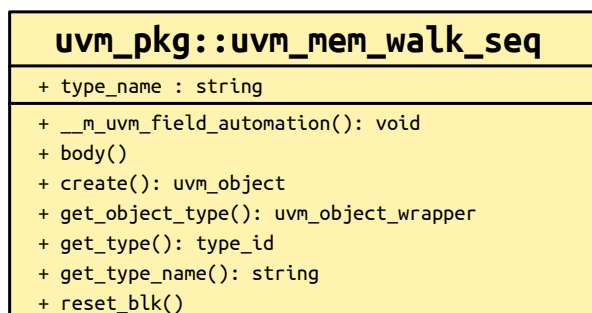 uvm_pkg::uvm_mem_walk_seq
+ type_name : string
+ __m_uvm_field_automation(): void
+ body()
+ create(): uvm_object
+ get_object_type(): uvm_object_wrapper
+ get_type(): type_id
+ get_type_name(): string
+ reset_blk()